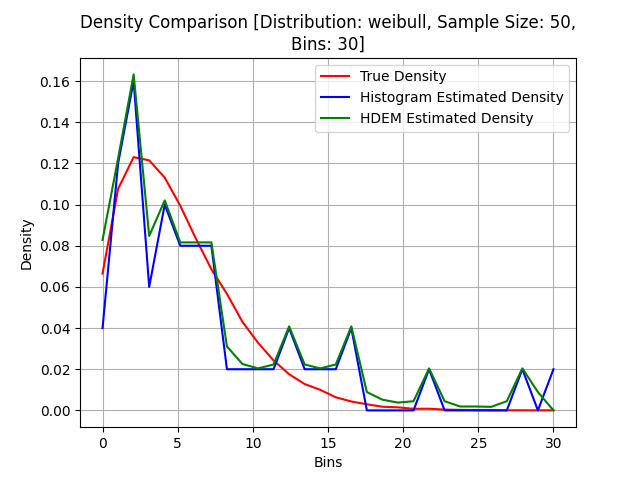 Density Comparison [Distribution: weibull, Sample Size: 50,
Bins: 30]
True Density
Histogram Estimated Density
HDEM Estimated Density
Density
0.16
0.14
0.12
0.10
0.08
0.06
0.04
0.02
0.00
0 5 10 15 20 25 30
Bins